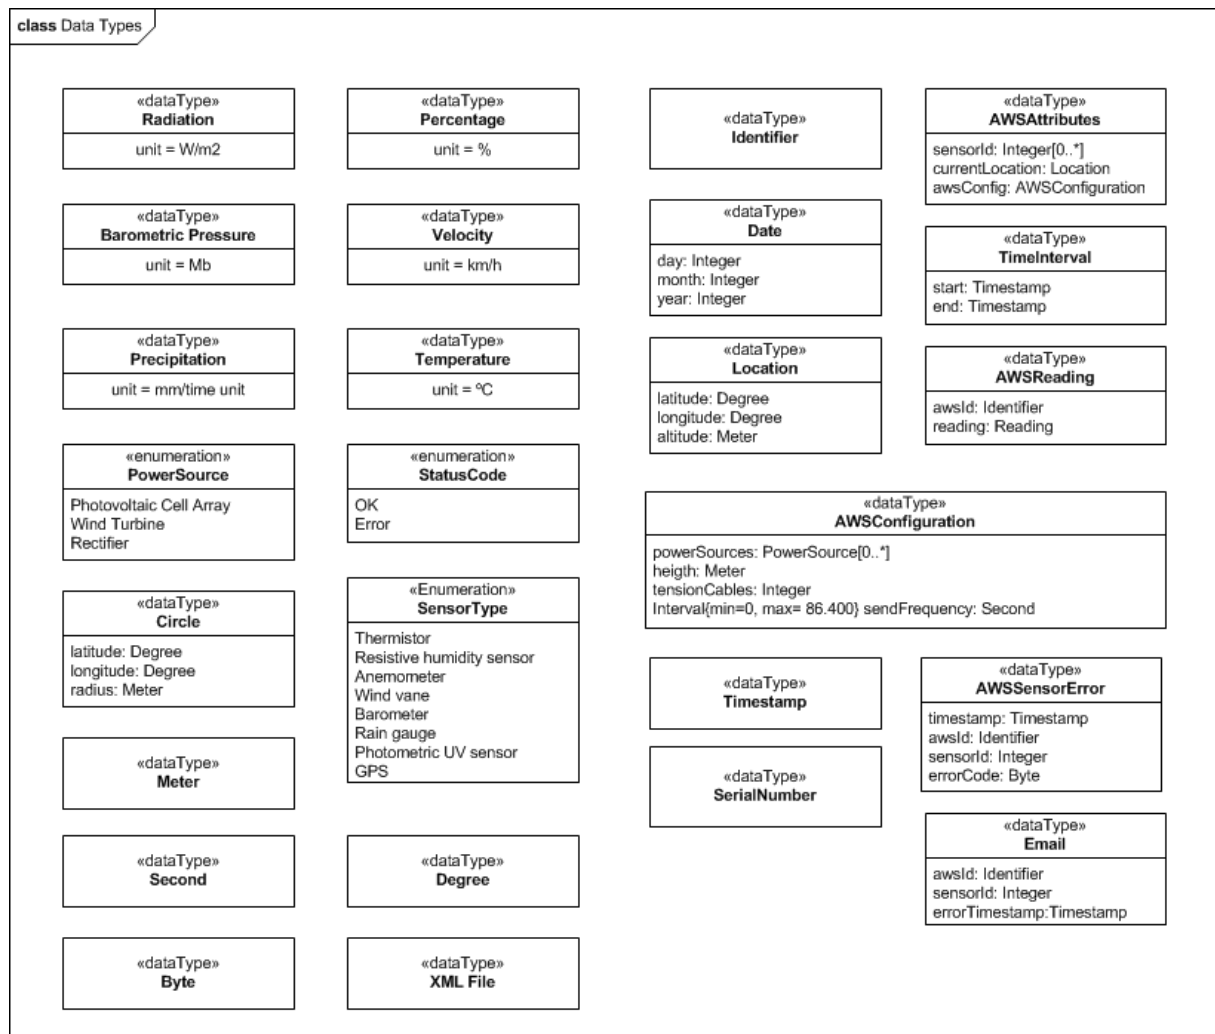 class Data Types
«dataType»
Radiation
unit = W/m2
«dataType»
Percentage
unit = %
«dataType»
Identifier
«dataType»
AWSAttributes
sensorId: Integer[0..*]
currentLocation: Location
awsConfig: AWSConfiguration
«dataType»
Barometric Pressure
unit = Mb
«dataType»
Velocity
unit = km/h
«dataType»
Date
day: Integer
month: Integer
year: Integer
«dataType»
TimeInterval
start: Timestamp
end: Timestamp
«dataType»
Precipitation
unit = mm/time unit
«dataType»
Temperature
unit = ºC
«dataType»
Location
latitude: Degree
longitude: Degree
altitude: Meter
«dataType»
AWSReading
awsId: Identifier
reading: Reading
«enumeration»
PowerSource
Photovoltaic Cell Array
Wind Turbine
Rectifier
«enumeration»
StatusCode
OK
Error
«dataType»
AWSConfiguration
powerSources: PowerSource[0..*]
heigth: Meter
tensionCables: Integer
Interval{min=0, max= 86.400} sendFrequency: Second
«dataType»
Circle
latitude: Degree
longitude: Degree
radius: Meter
«Enumeration»
SensorType
Thermistor
Resistive humidity sensor
Anemometer
Wind vane
Barometer
Rain gauge
Photometric UV sensor
GPS
«dataType»
Timestamp
«dataType»
AWSSensorError
timestamp: Timestamp
awsId: Identifier
sensorId: Integer
errorCode: Byte
«dataType»
Meter
«dataType»
SerialNumber
«dataType»
Email
awsId: Identifier
sensorId: Integer
errorTimestamp:Timestamp
«dataType»
Second
«dataType»
Degree
«dataType»
Byte
«dataType»
XML File